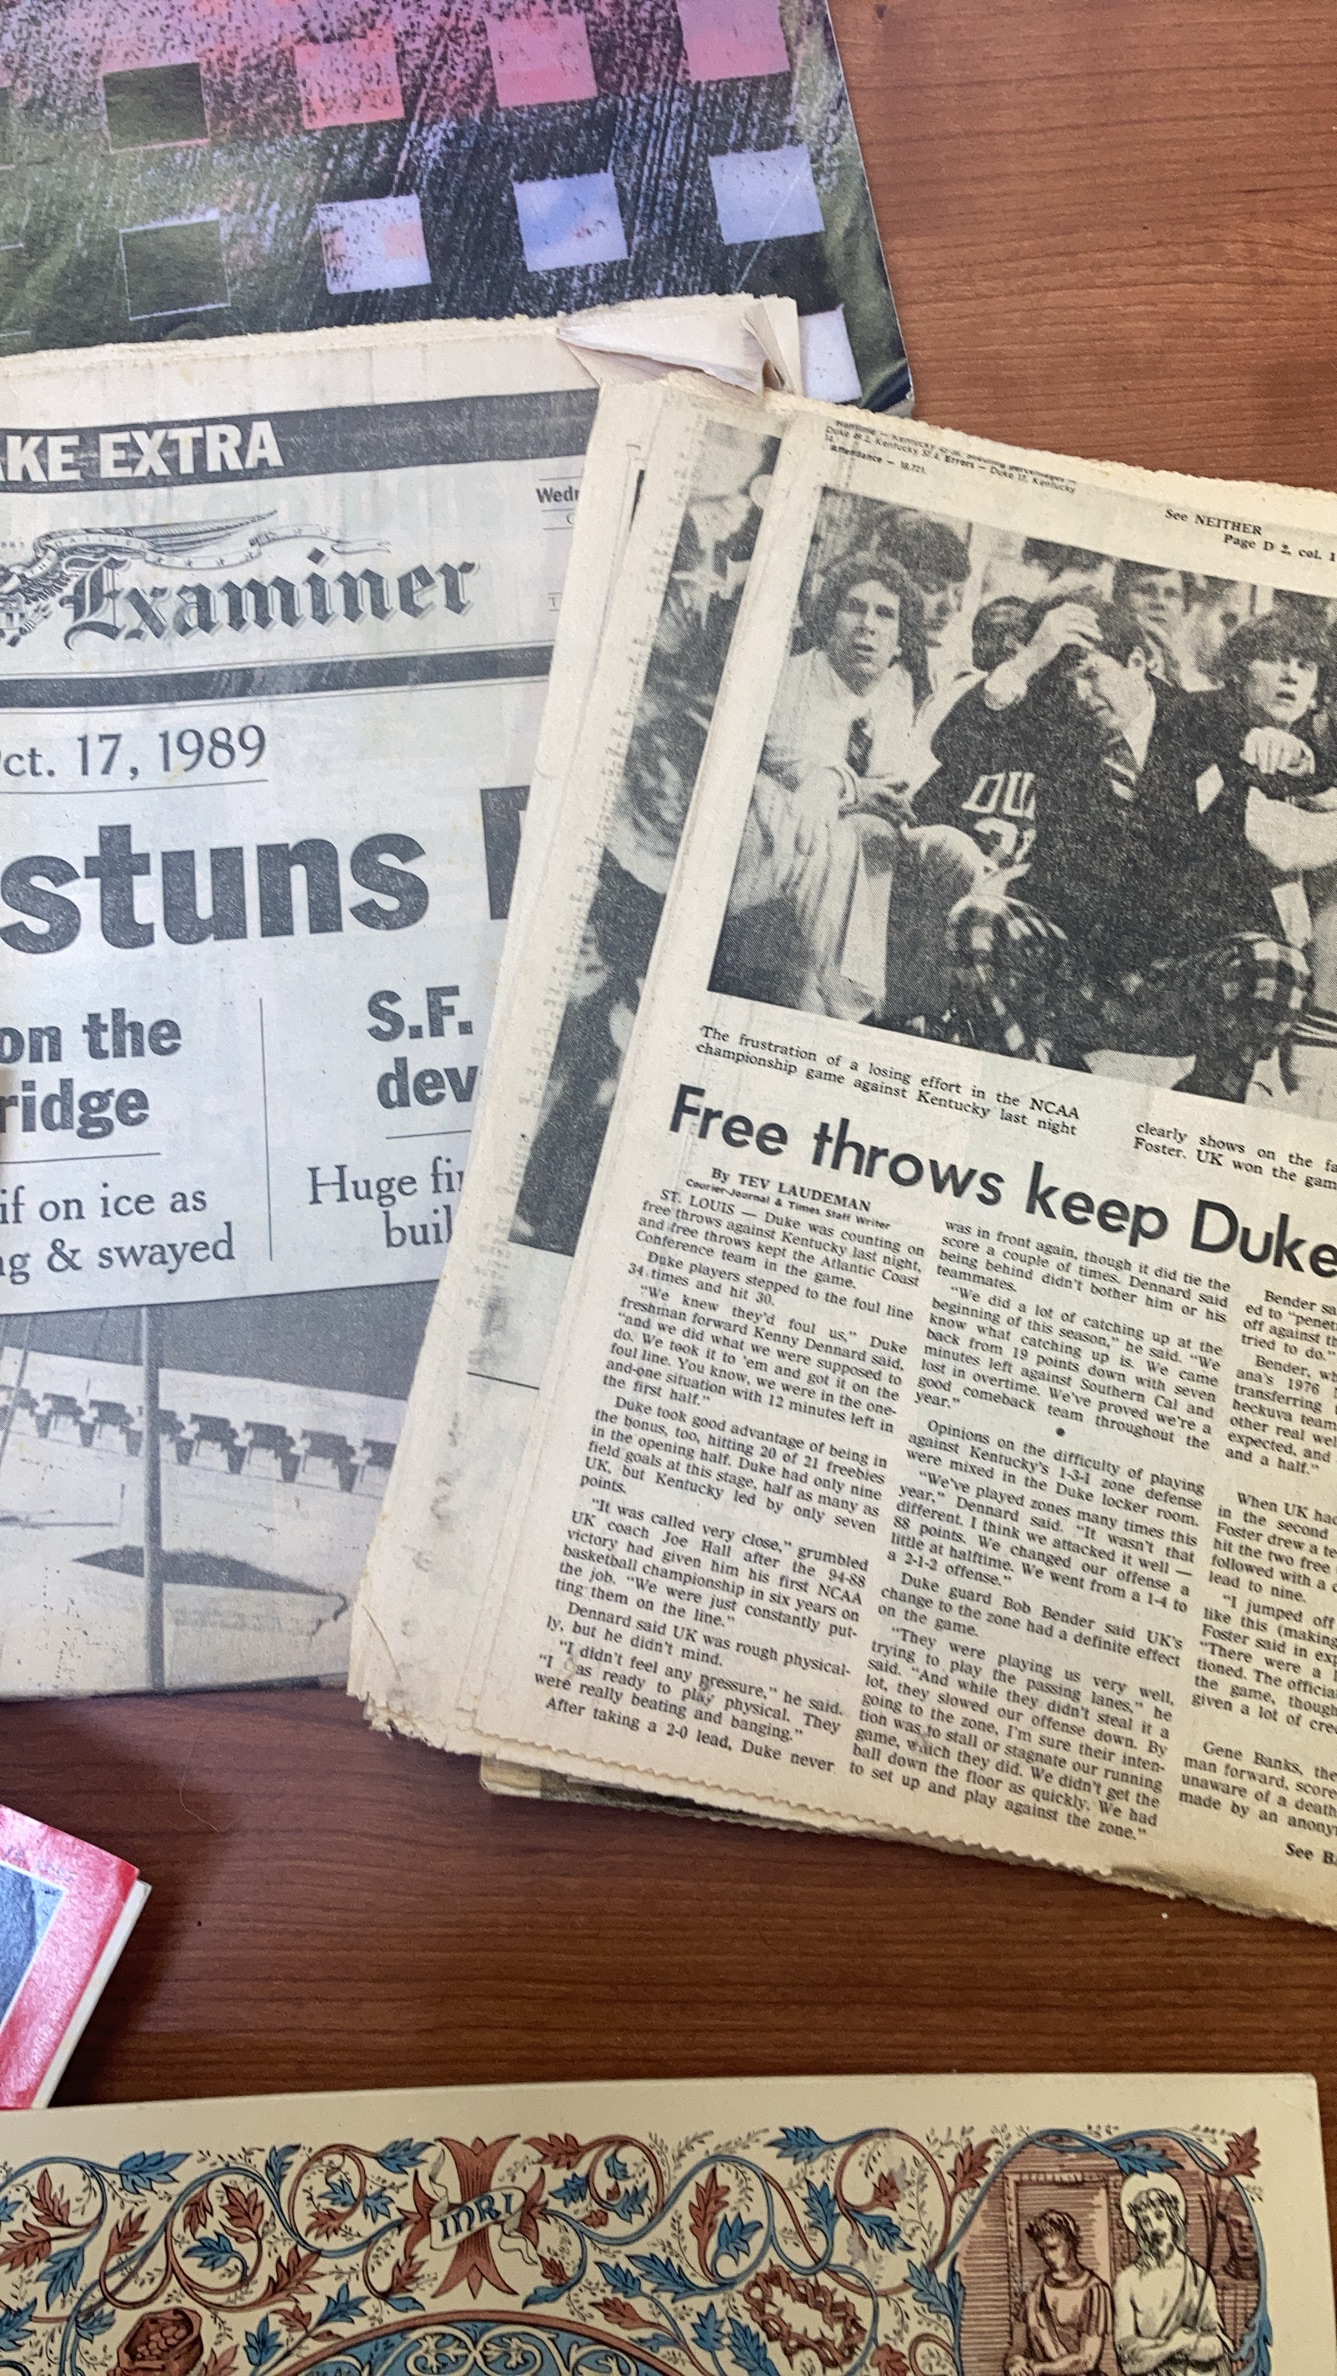 KE EXTRA
Wedn
Examiner
ct. 17, 1989
stuns
on the
ridge
if on ice as
g & swayed
S.F.
dev
Huge fi
buil
Attendance — 18,721.
See NEITHER
Page D 2, col. 1
The frustration of a losing effort in the NCAA
championship game against Kentucky last night
clearly shows on the fa
Foster. UK won the gam
Free throws keep Duke
By TEV LAUDEMAN
Courier-Journal & Times Staff Writer
ST. LOUIS — Duke was counting on
free throws against Kentucky last night,
and free throws kept the Atlantic Coast
Conference team in the game.
Duke players stepped to the foul line
34 times and hit 30.
"We knew they'd foul us," Duke
freshman forward Kenny Dennard said,
"and we did what we were supposed to
do. We took it to 'em and got it on the
foul line. You know, we were in the one-
and-one situation with 12 minutes left in
the first half."
Duke took good advantage of being in
the bonus, too, hitting 20 of 21 freebies
in the opening half. Duke had only nine
field goals at this stage, half as many as
UK, but Kentucky led by only seven
points.
"It was called very close," grumbled
UK coach Joe Hall after the 94-88
victory had given him his first NCAA
basketball championship in six years on
the job. "We were just constantly put-
ting them on the line."
Dennard said UK was rough physical-
ly, but he didn't mind.
"I didn't feel any pressure," he said.
"I as ready to play physical. They
were really beating and banging."
After taking a 2-0 lead, Duke never
was in front again, though it did tie the
score a couple of times. Dennard said
being behind didn't bother him or his
teammates.
"We did a lot of catching up at the
beginning of this season," he said. "We
know what catching up is. We came
back from 19 points down with seven
minutes left against Southern Cal and
lost in overtime. We've proved we're a
good comeback team throughout the
year."
Opinions on the difficulty of playing
against Kentucky's 1-3-1 zone defense
were mixed in the Duke locker room.
"We've played zones many times this
year," Dennard said. "It wasn't that
different. I think we attacked it well —
88 points. We changed our offense a
little at halftime. We went from a 1-4 to
a 2-1-2 offense."
Duke guard Bob Bender said UK's
change to the zone had a definite effect
on the game.
"They were playing us very well,
trying to play the passing lanes," he
said. "And while they didn't steal it a
lot, they slowed our offense down. By
going to the zone, I'm sure their inten-
tion was to stall or stagnate our running
game, which they did. We didn't get the
ball down the floor as quickly. We had
to set up and play against the zone."
Bender sa
ed to "penet
off against th
tried to do."
Bender, wh
ana's 1976
transferring
heckuva team
other real wel
expected, and
and a half."
When UK had
in the second
Foster drew a te
hit the two free
followed with a
lead to nine.
"I jumped off
like this (making
Foster said in exp
"There were a
tioned. The official
the game, though
given a lot of cre
Gene Banks, the
man forward, score
unaware of a death
made by an anony
See B
INRI